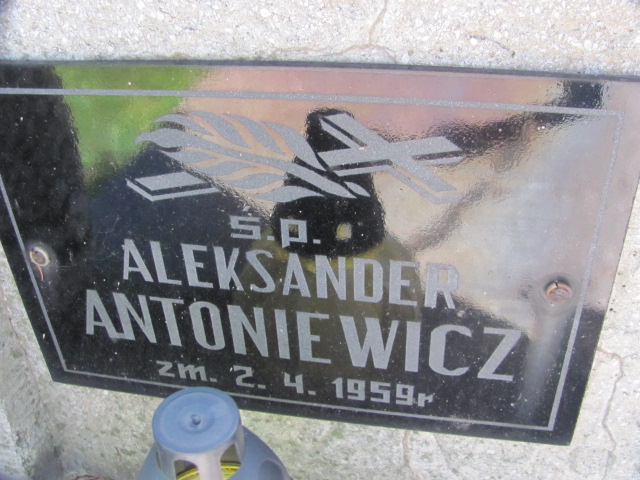 ś.p.
ALEKSANDER
ANTONIEWICZ
zm. 2. 4. 1959r